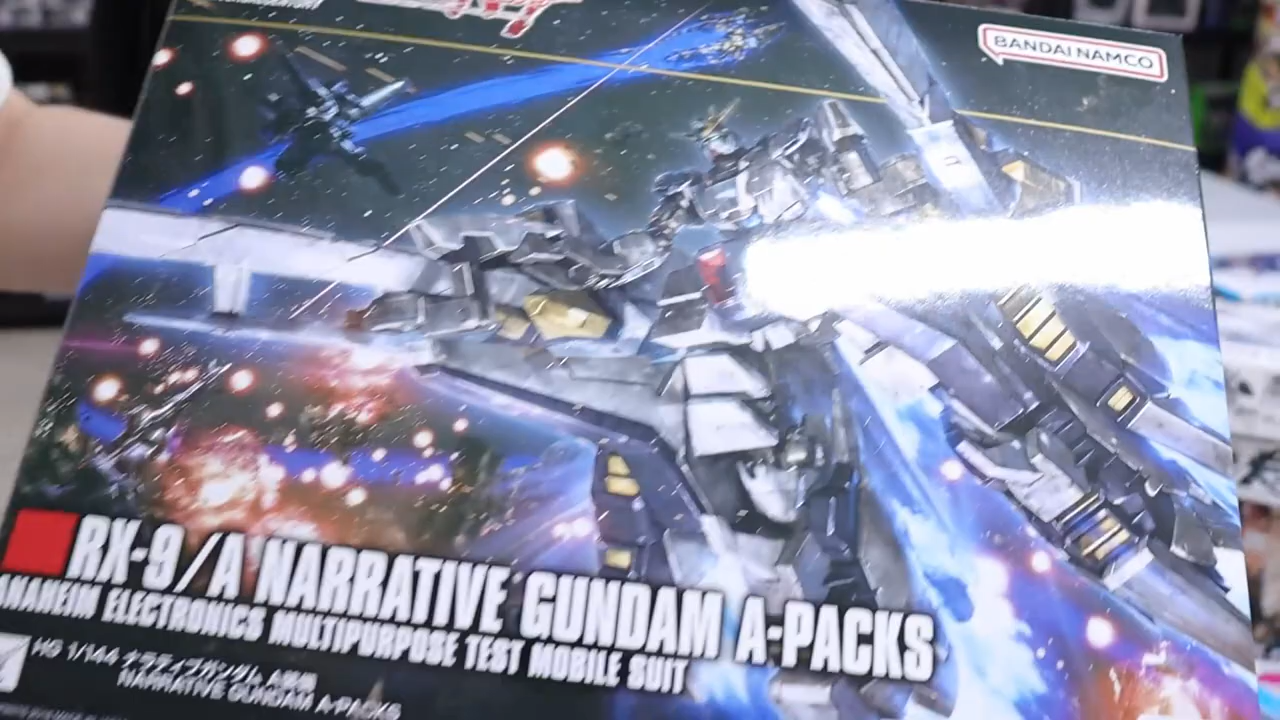 BANDAI NAMCO
RX-9/A NARRATIVE GUNDAM A-PACKS
ANAHEIM ELECTRONICS MULTIPURPOSE TEST MOBILE SUIT
HG 1/144 ナラティブガンダム A装備
NARRATIVE GUNDAM A-PACKS